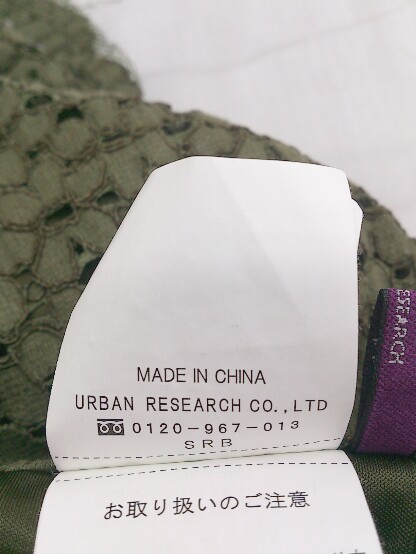 MADE IN CHINA
URBAN RESEARCH CO.,LTD
0120-967-013
SRB
お取り扱いのご注意
ESEARCH